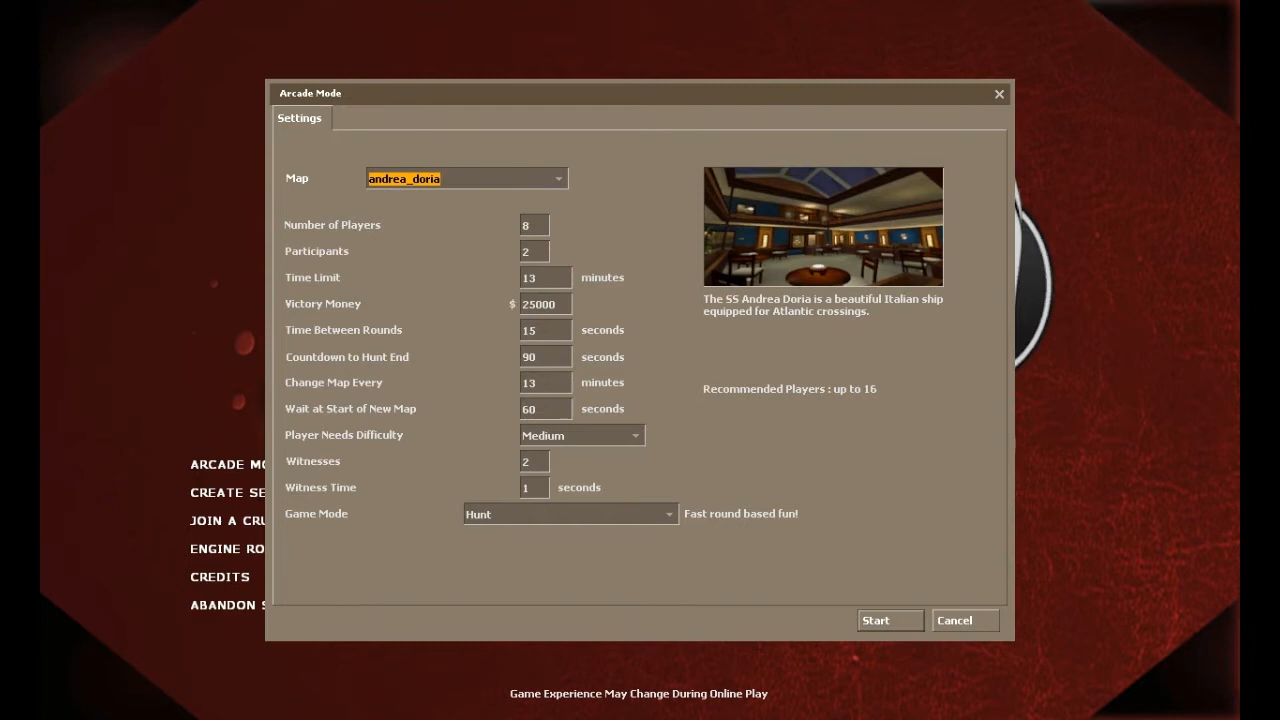 Arcade Mode
Settings
Map andrea_doria
Number of Players 8
Participants 2
Time Limit 13 minutes
Victory Money $ 25000
Time Between Rounds 15 seconds
Countdown to Hunt End 90 seconds
Change Map Every 13 minutes
Wait at Start of New Map 60 seconds
Player Needs Difficulty Medium
Witnesses 2
Witness Time 1 seconds
Game Mode Hunt Fast round based fun!
The SS Andrea Doria is a beautiful Italian ship
equipped for Atlantic crossings.
Recommended Players : up to 16
Start Cancel
ARCADE MO
CREATE SE
JOIN A CRU
ENGINE RO
CREDITS
ABANDON S
Game Experience May Change During Online Play